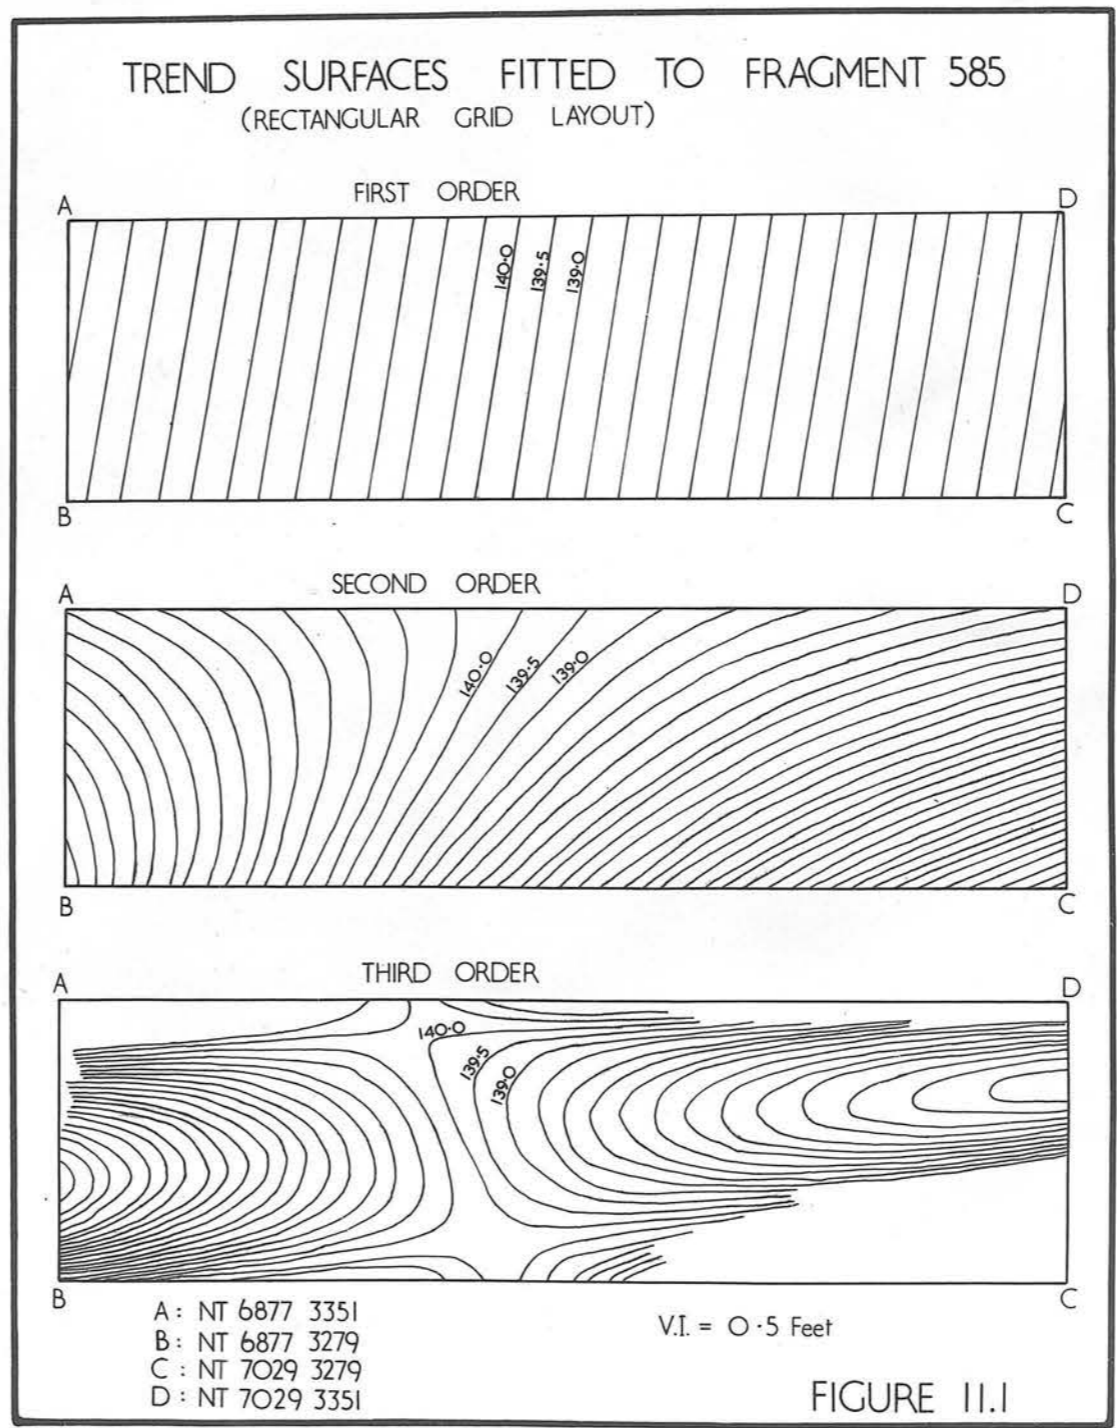 TREND SURFACES FITTED TO FRAGMENT 585
(RECTANGULAR GRID LAYOUT)
FIRST ORDER
A
D
140·0 139·5 139·0
B
C
SECOND ORDER
A
D
140·0 139·5 139·0
B
C
THIRD ORDER
A
D
140·0
139·5
139·0
B
C
A : NT 6877 3351
B : NT 6877 3279
C : NT 7029 3279
D : NT 7029 3351
V.I. = 0·5 Feet
FIGURE 11.1